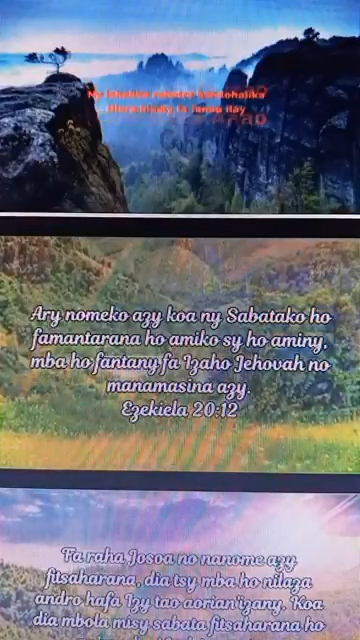 Ary nomeko azy koa ny Sabatako ho
famantarana ho amiko sy ho aminy,
mba ho fantany fa Izaho Jehovah no
manamasina azy.
Ezekiela 20:12
Fa raha Josoa no nanome azy
fitsaharana, dia tsy mba ho nilaza
andro hafa Izy tao aorian'izany. Koa
dia mbola misy sabata fitsaharana ho